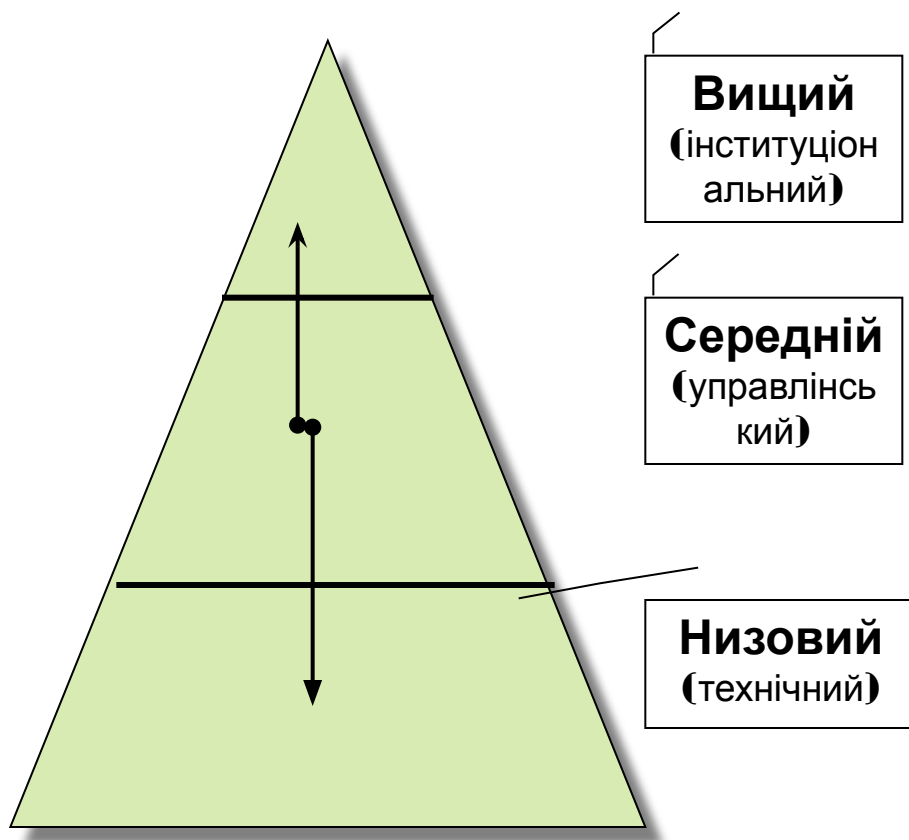 Вищий
(інституціон
альний)
Середній
(управлінсь
кий)
Низовий
(технічний)